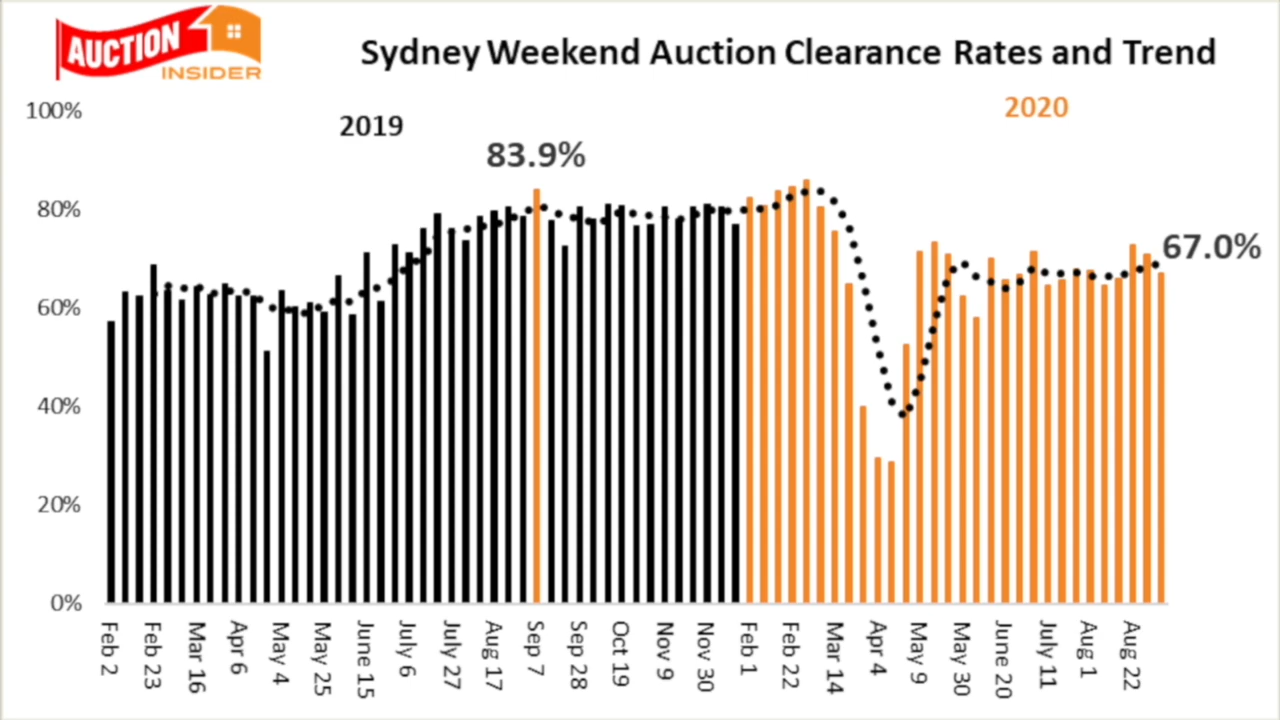 AUCTION
INSIDER
Sydney Weekend Auction Clearance Rates and Trend
2019
2020
83.9%
67.0%
100%
80%
60%
40%
20%
0%
Feb 2
Feb 23
Mar 16
Apr 6
May 4
May 25
June 15
July 6
July 27
Aug 17
Sep 7
Sep 28
Oct 19
Nov 9
Nov 30
Feb 1
Feb 22
Mar 14
Apr 4
May 9
May 30
June 20
July 11
Aug 1
Aug 22